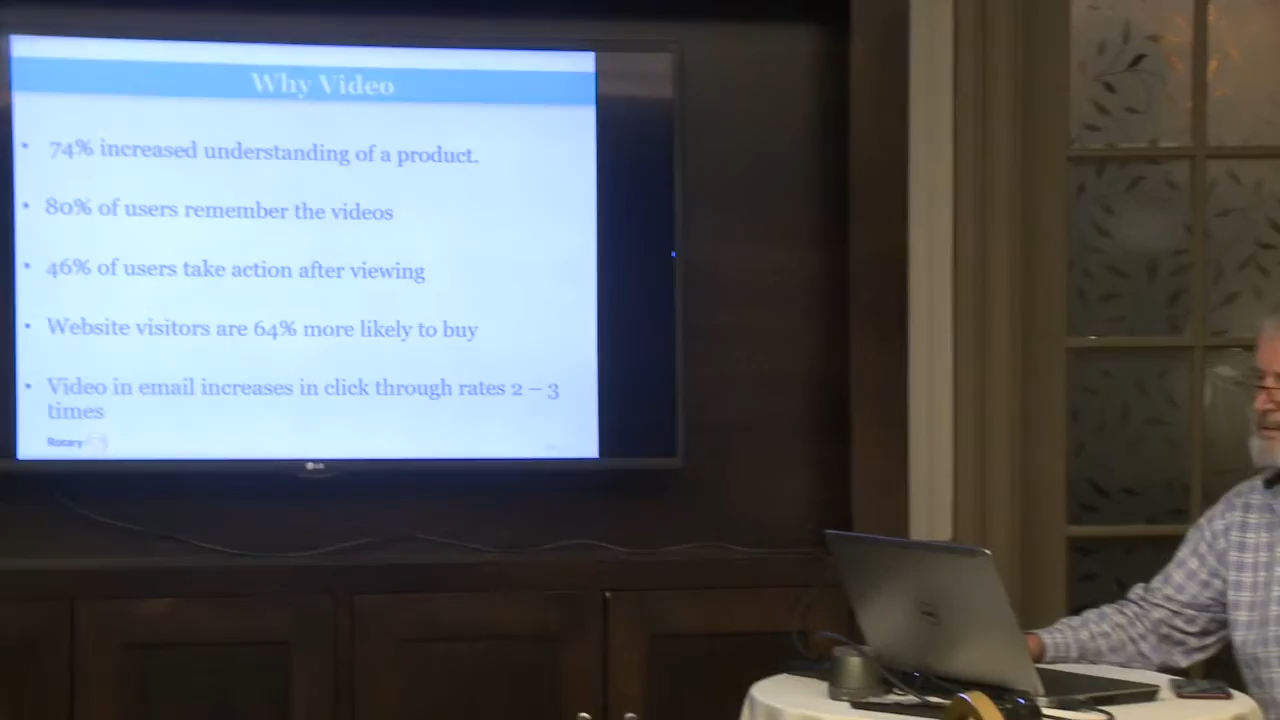 Why Video
• 74% increased understanding of a product.
• 80% of users remember the videos
• 46% of users take action after viewing
• Website visitors are 64% more likely to buy
• Video in email increases in click through rates 2 – 3
times
Rotary
LG
DELL